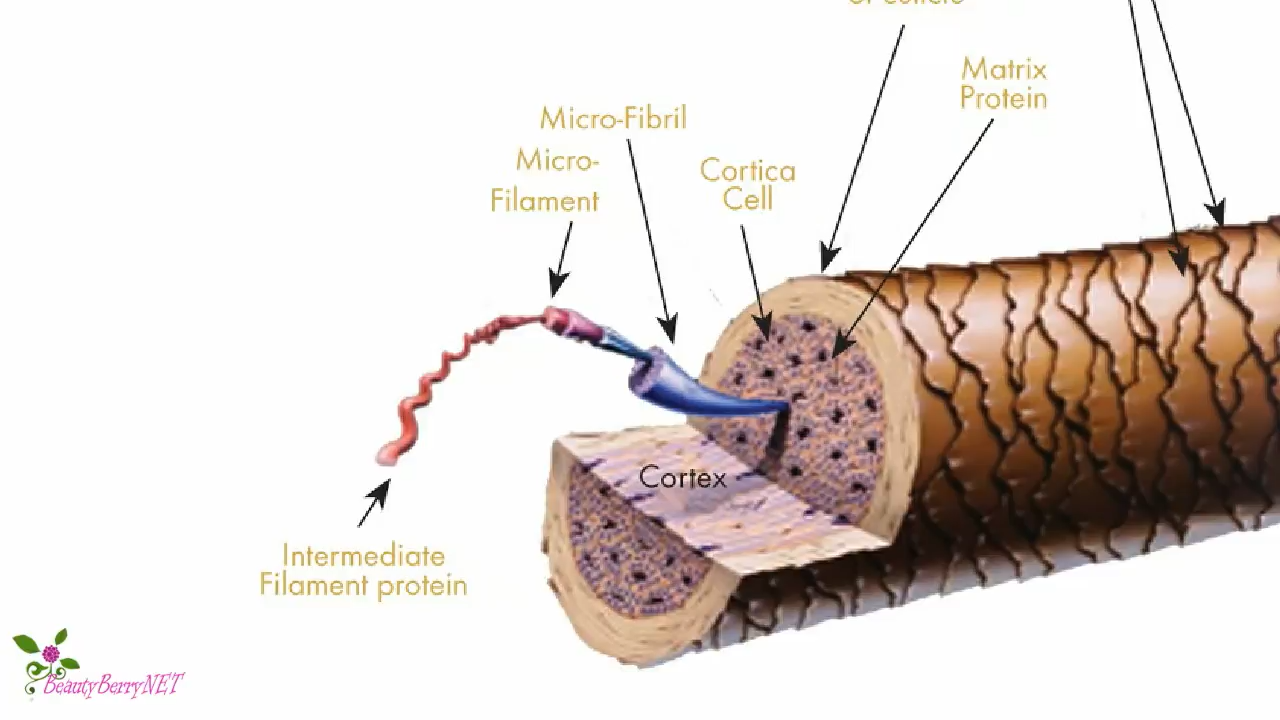 Matrix
Protein
Micro-Fibril
Micro-
Filament
Cortica
Cell
Cortex
Intermediate
Filament protein
BeautyBerryNET